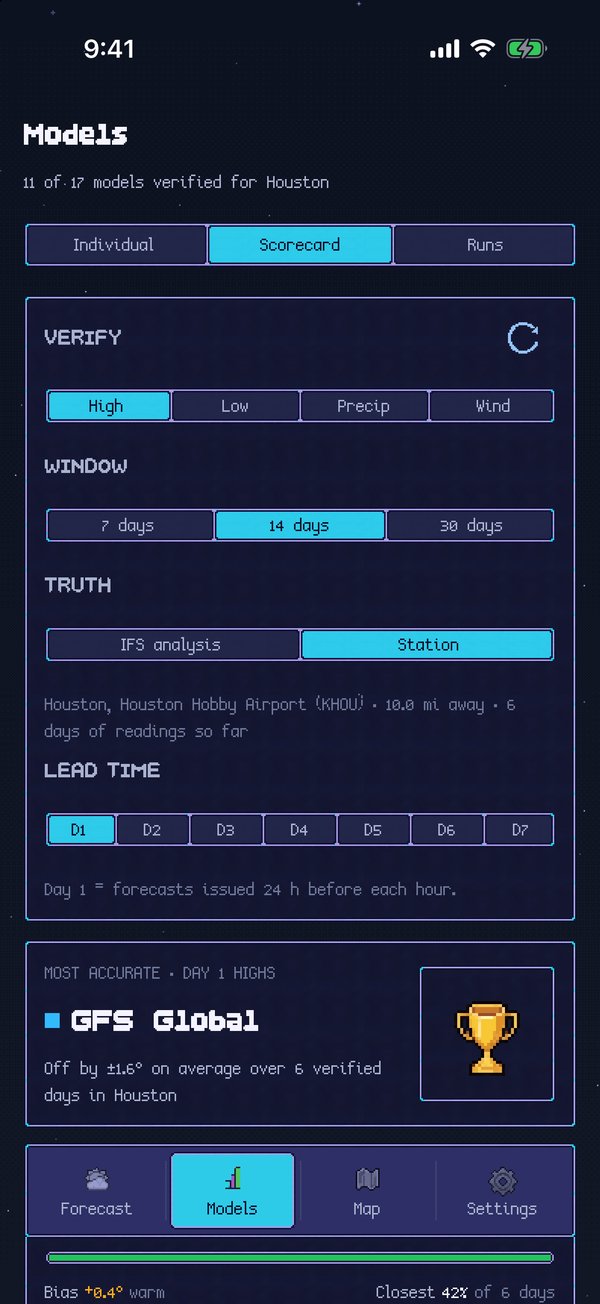 9:41
Models
11 of 17 models verified for Houston
Individual Scorecard Runs
VERIFY
High Low Precip Wind
WINDOW
7 days 14 days 30 days
TRUTH
IFS analysis Station
Houston, Houston Hobby Airport (KHOU) · 10.0 mi away · 6
days of readings so far
LEAD TIME
D1 D2 D3 D4 D5 D6 D7
Day 1 = forecasts issued 24 h before each hour.
MOST ACCURATE · DAY 1 HIGHS
GFS Global
Off by ±1.6° on average over 6 verified
days in Houston
Forecast Models Map Settings
Bias +0.4° warm Closest 42% of 6 days